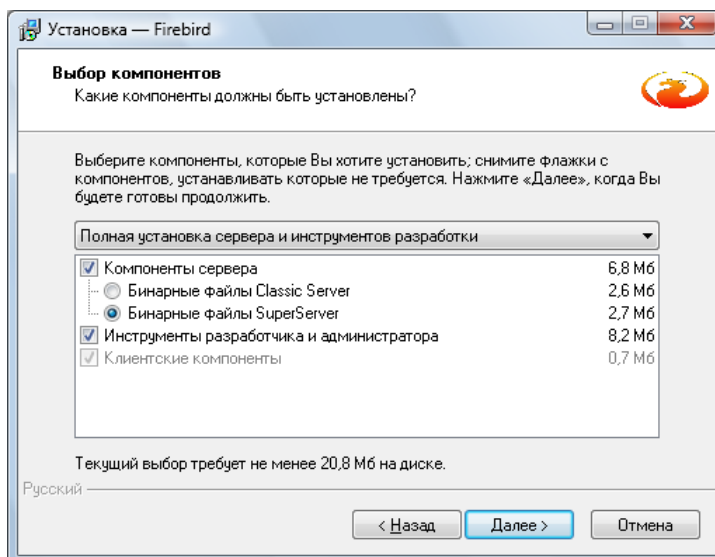 Установка — Firebird
Выбор компонентов
Какие компоненты должны быть установлены?
Выберите компоненты, которые Вы хотите установить; снимите флажки с
компонентов, устанавливать которые не требуется. Нажмите «Далее», когда Вы
будете готовы продолжить.
Полная установка сервера и инструментов разработки
Компоненты сервера 6,8 Мб
Бинарные файлы Classic Server 2,6 Мб
Бинарные файлы SuperServer 2,7 Мб
Инструменты разработчика и администратора 8,2 Мб
Клиентские компоненты 0,7 Мб
Текущий выбор требует не менее 20,8 Мб на диске.
Русский
< Назад Далее > Отмена